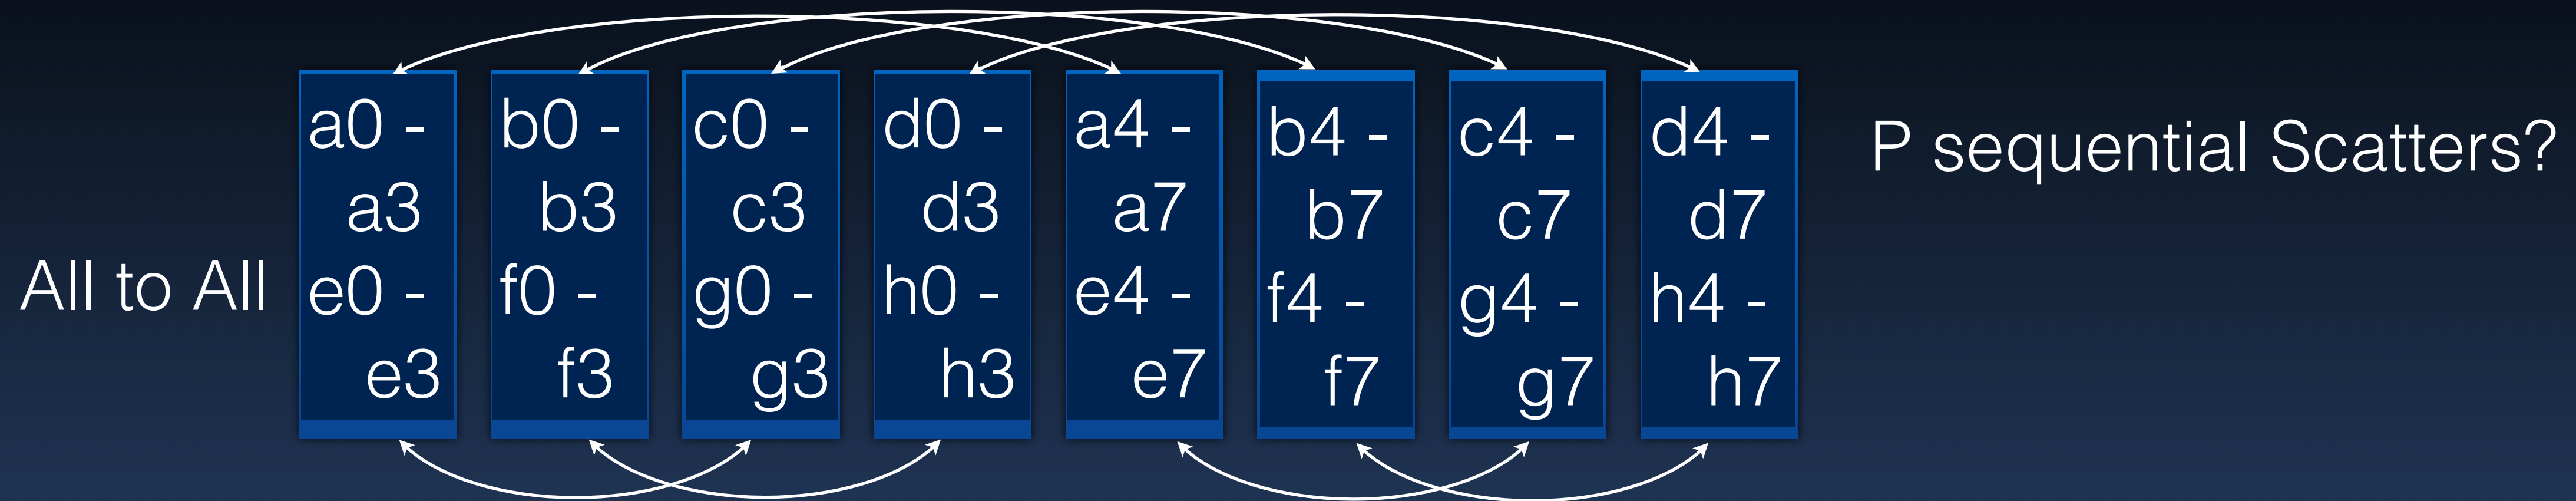 All to All
a0 -
a3
e0 -
e3
b0 -
b3
f0 -
f3
c0 -
c3
g0 -
g3
d0 -
d3
h0 -
h3
a4 -
a7
e4 -
e7
b4 -
b7
f4 -
f7
c4 -
c7
g4 -
g7
d4 -
d7
h4 -
h7
P sequential Scatters?